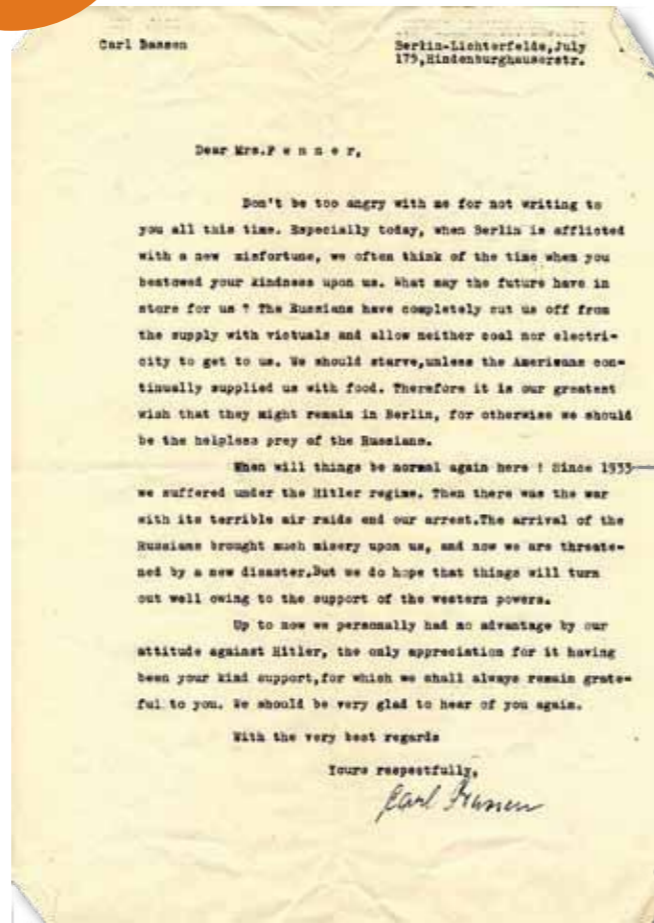 Carl Bassen
Berlin-Lichterfelde,July
175,Hindenburghauserstr.
Dear Mrs.F e n n e r,
Don't be too angry with me for not writing to
you all this time. Especially today, when Berlin is afflicted
with a new misfortune, we often think of the time when you
bestowed your kindness upon us. What may the future have in
store for us ? The Russians have completely cut us off from
the supply with victuals and allow neither coal nor electri-
city to get to us. We should starve,unless the Americans con-
tinually supplied us with food. Therefore it is our greatest
wish that they might remain in Berlin, for otherwise we should
be the helpless prey of the Russians.
When will things be normal again here ! Since 1933
we suffered under the Hitler regime. Then there was the war
with its terrible air raids and our arrest.The arrival of the
Russians brought much misery upon us, and now we are threate-
ned by a new disaster.But we do hope that things will turn
out well owing to the support of the western powers.
Up to now we personally had no advantage by our
attitude against Hitler, the only appreciation for it having
been your kind support,for which we shall always remain grate-
ful to you. We should be very glad to hear of you again.
With the very best regards
Yours respectfully,
Carl